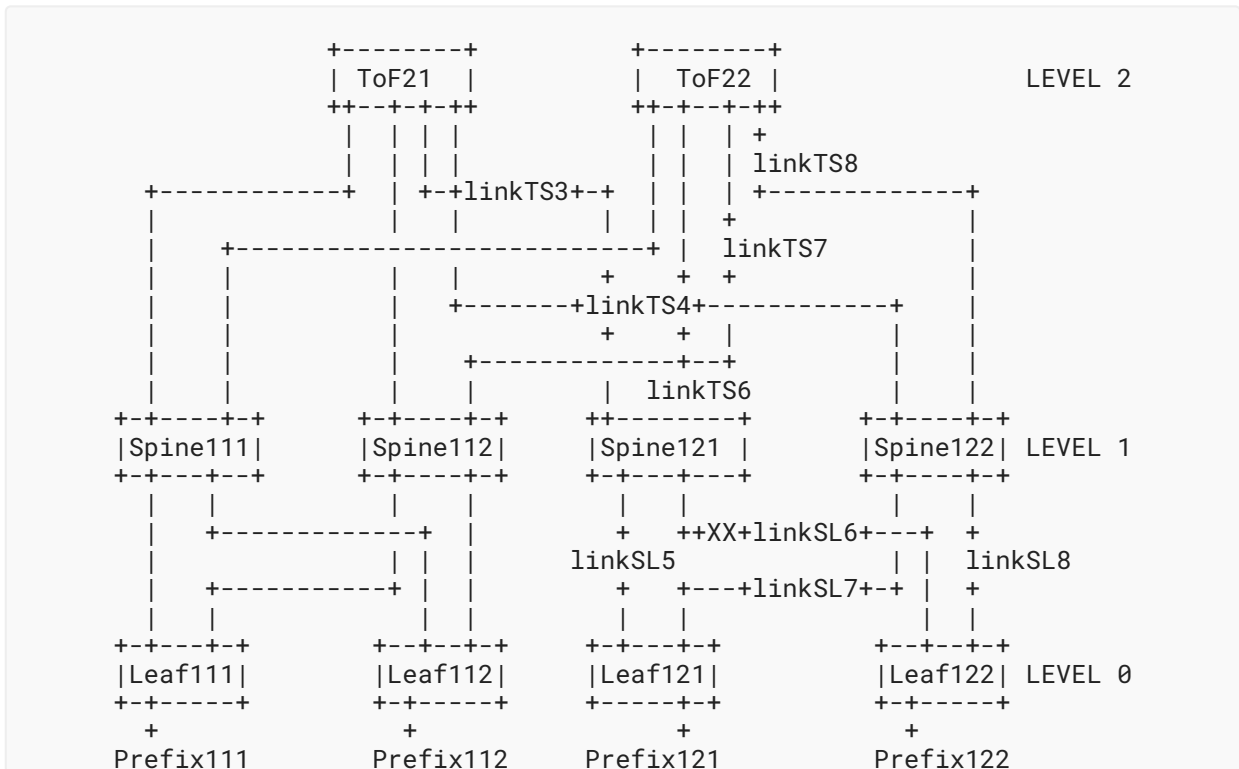 ToF21 ToF22 LEVEL 2
linkTS8
linkTS3
linkTS7
linkTS4
linkTS6
Spine111 Spine112 Spine121 Spine122 LEVEL 1
XX linkSL6
linkSL5 linkSL8
linkSL7
Leaf111 Leaf112 Leaf121 Leaf122 LEVEL 0
Prefix111 Prefix112 Prefix121 Prefix122